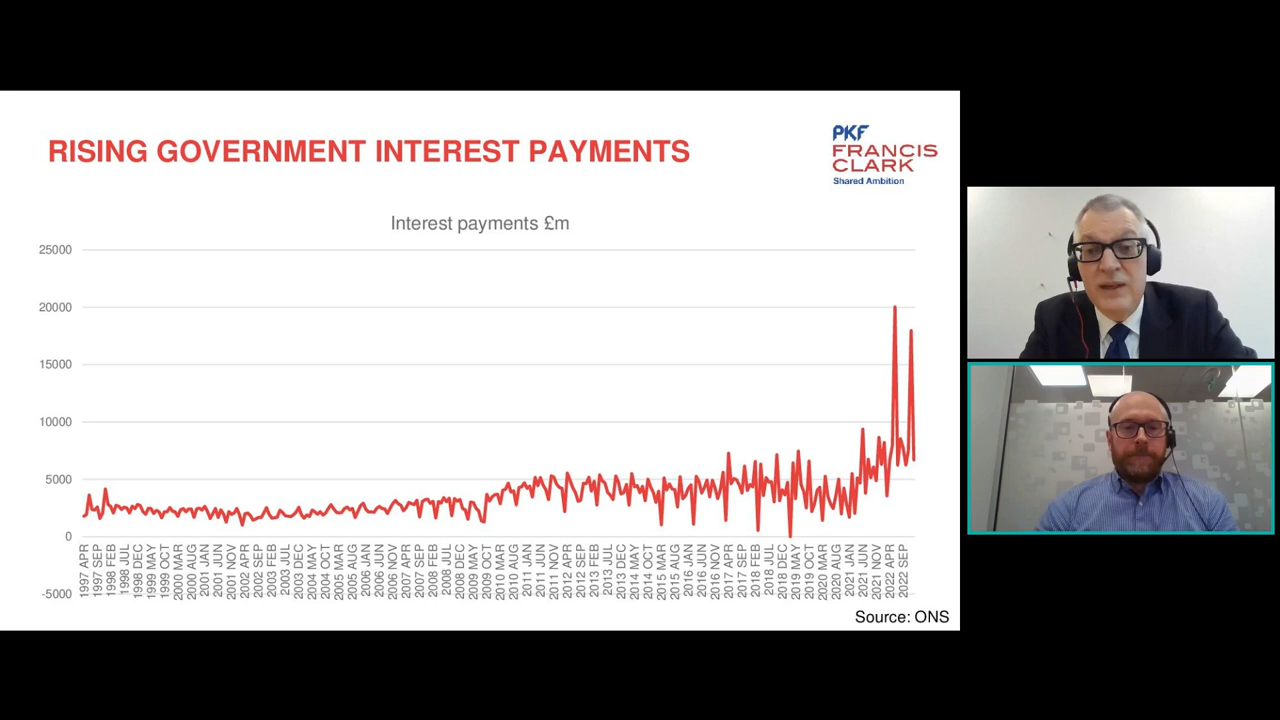 RISING GOVERNMENT INTEREST PAYMENTS
PKF
FRANCIS
CLARK
Shared Ambition
Interest payments £m
25000
20000
15000
10000
5000
0
-5000
1997 APR
1997 SEP
1998 FEB
1998 JUL
1998 DEC
1999 MAY
1999 OCT
2000 MAR
2000 AUG
2001 JAN
2001 JUN
2001 NOV
2002 APR
2002 SEP
2003 FEB
2003 JUL
2003 DEC
2004 MAY
2004 OCT
2005 MAR
2005 AUG
2006 JAN
2006 JUN
2006 NOV
2007 APR
2007 SEP
2008 FEB
2008 JUL
2008 DEC
2009 MAY
2009 OCT
2010 MAR
2010 AUG
2011 JAN
2011 JUN
2011 NOV
2012 APR
2012 SEP
2013 FEB
2013 JUL
2013 DEC
2014 MAY
2014 OCT
2015 MAR
2015 AUG
2016 JAN
2016 JUN
2016 NOV
2017 APR
2017 SEP
2018 FEB
2018 JUL
2018 DEC
2019 MAY
2019 OCT
2020 MAR
2020 AUG
2021 JAN
2021 JUN
2021 NOV
2022 APR
2022 SEP
Source: ONS